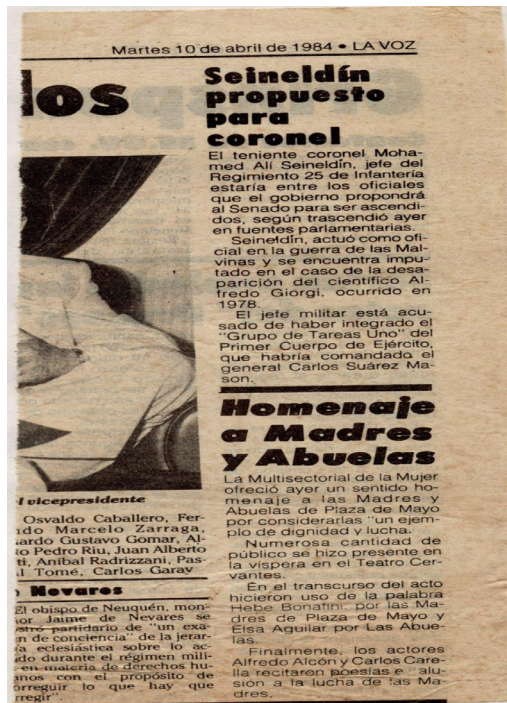 Martes 10 de abril de 1984 • LA VOZ
los
Seineldín
propuesto
para
coronel
El teniente coronel Moha-
med Alí Seineldín, jefe del
Regimiento 25 de Infantería
estaría entre los oficiales
que el gobierno propondrá
al Senado para ser ascendi-
dos, según trascendió ayer
en fuentes parlamentarias.
Seineldín, actuó como ofi-
cial en la guerra de las Mal-
vinas y se encuentra impu-
tado en el caso de la desa-
parición del científico Al-
fredo Giorgi, ocurrido en
1978.
El jefe militar está acu-
sado de haber integrado el
"Grupo de Tareas Uno" del
Primer Cuerpo de Ejército,
que habría comandado el
general Carlos Suárez Ma-
son.
Homenaje
a Madres
y Abuelas
La Multisectorial de la Mujer
ofreció ayer un sentido ho-
menaje a las Madres y
Abuelas de Plaza de Mayo
por considerarlas "un ejem-
plo de dignidad y lucha.
Numerosa cantidad de
público se hizo presente en
la víspera en el Teatro Cer-
vantes.
En el transcurso del acto
hicieron uso de la palabra
Hebe Bonafini, por las Ma-
dres de Plaza de Mayo y
Elsa Aguilar por Las Abue-
las.
Finalmente, los actores
Alfredo Alcón y Carlos Care-
lla recitaron poesías e alu-
sión a la lucha de las Ma-
dres.
l vicepresidente
Osvaldo Caballero, Fer-
ndo Marcelo Zarraga,
uardo Gustavo Gomar, Al-
to Pedro Riu, Juan Alberto
ti, Aníbal Radrizzani, Pas-
al Tomé, Carlos Garay
o Nevares
El obispo de Neuquén, mon-
or Jaime de Nevares se
ostró partidario de "un exa-
n de conciencia" de la jerar-
a eclesiástica sobre lo ac-
do durante el régimen mili-
en materia de derechos hu-
anos con el propósito de
orreguir lo que hay que
rregir".